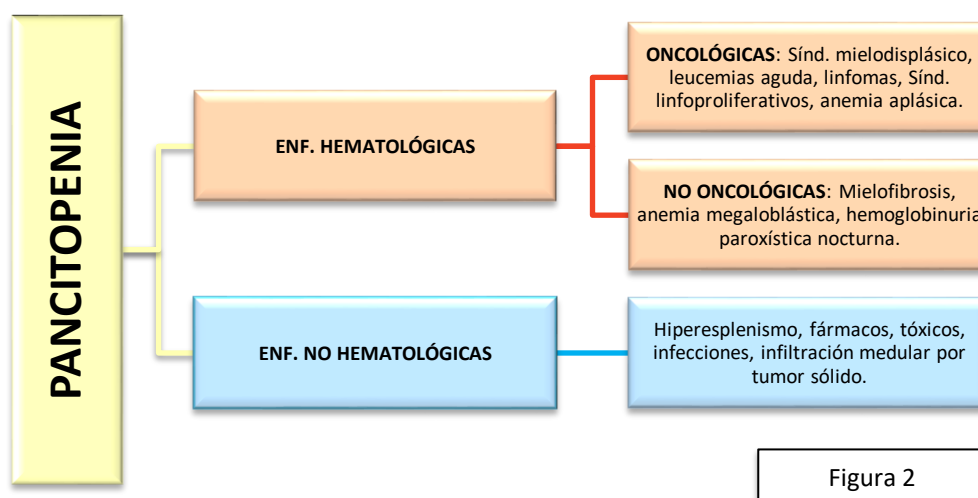 PANCITOPENIA
ENF. HEMATOLÓGICAS
ONCOLÓGICAS: Sínd. mielodisplásico,
leucemias aguda, linfomas, Sínd.
linfoproliferativos, anemia aplásica.
NO ONCOLÓGICAS: Mielofibrosis,
anemia megaloblástica, hemoglobinuria
paroxística nocturna.
ENF. NO HEMATOLÓGICAS
Hiperesplenismo, fármacos, tóxicos,
infecciones, infiltración medular por
tumor sólido.
Figura 2